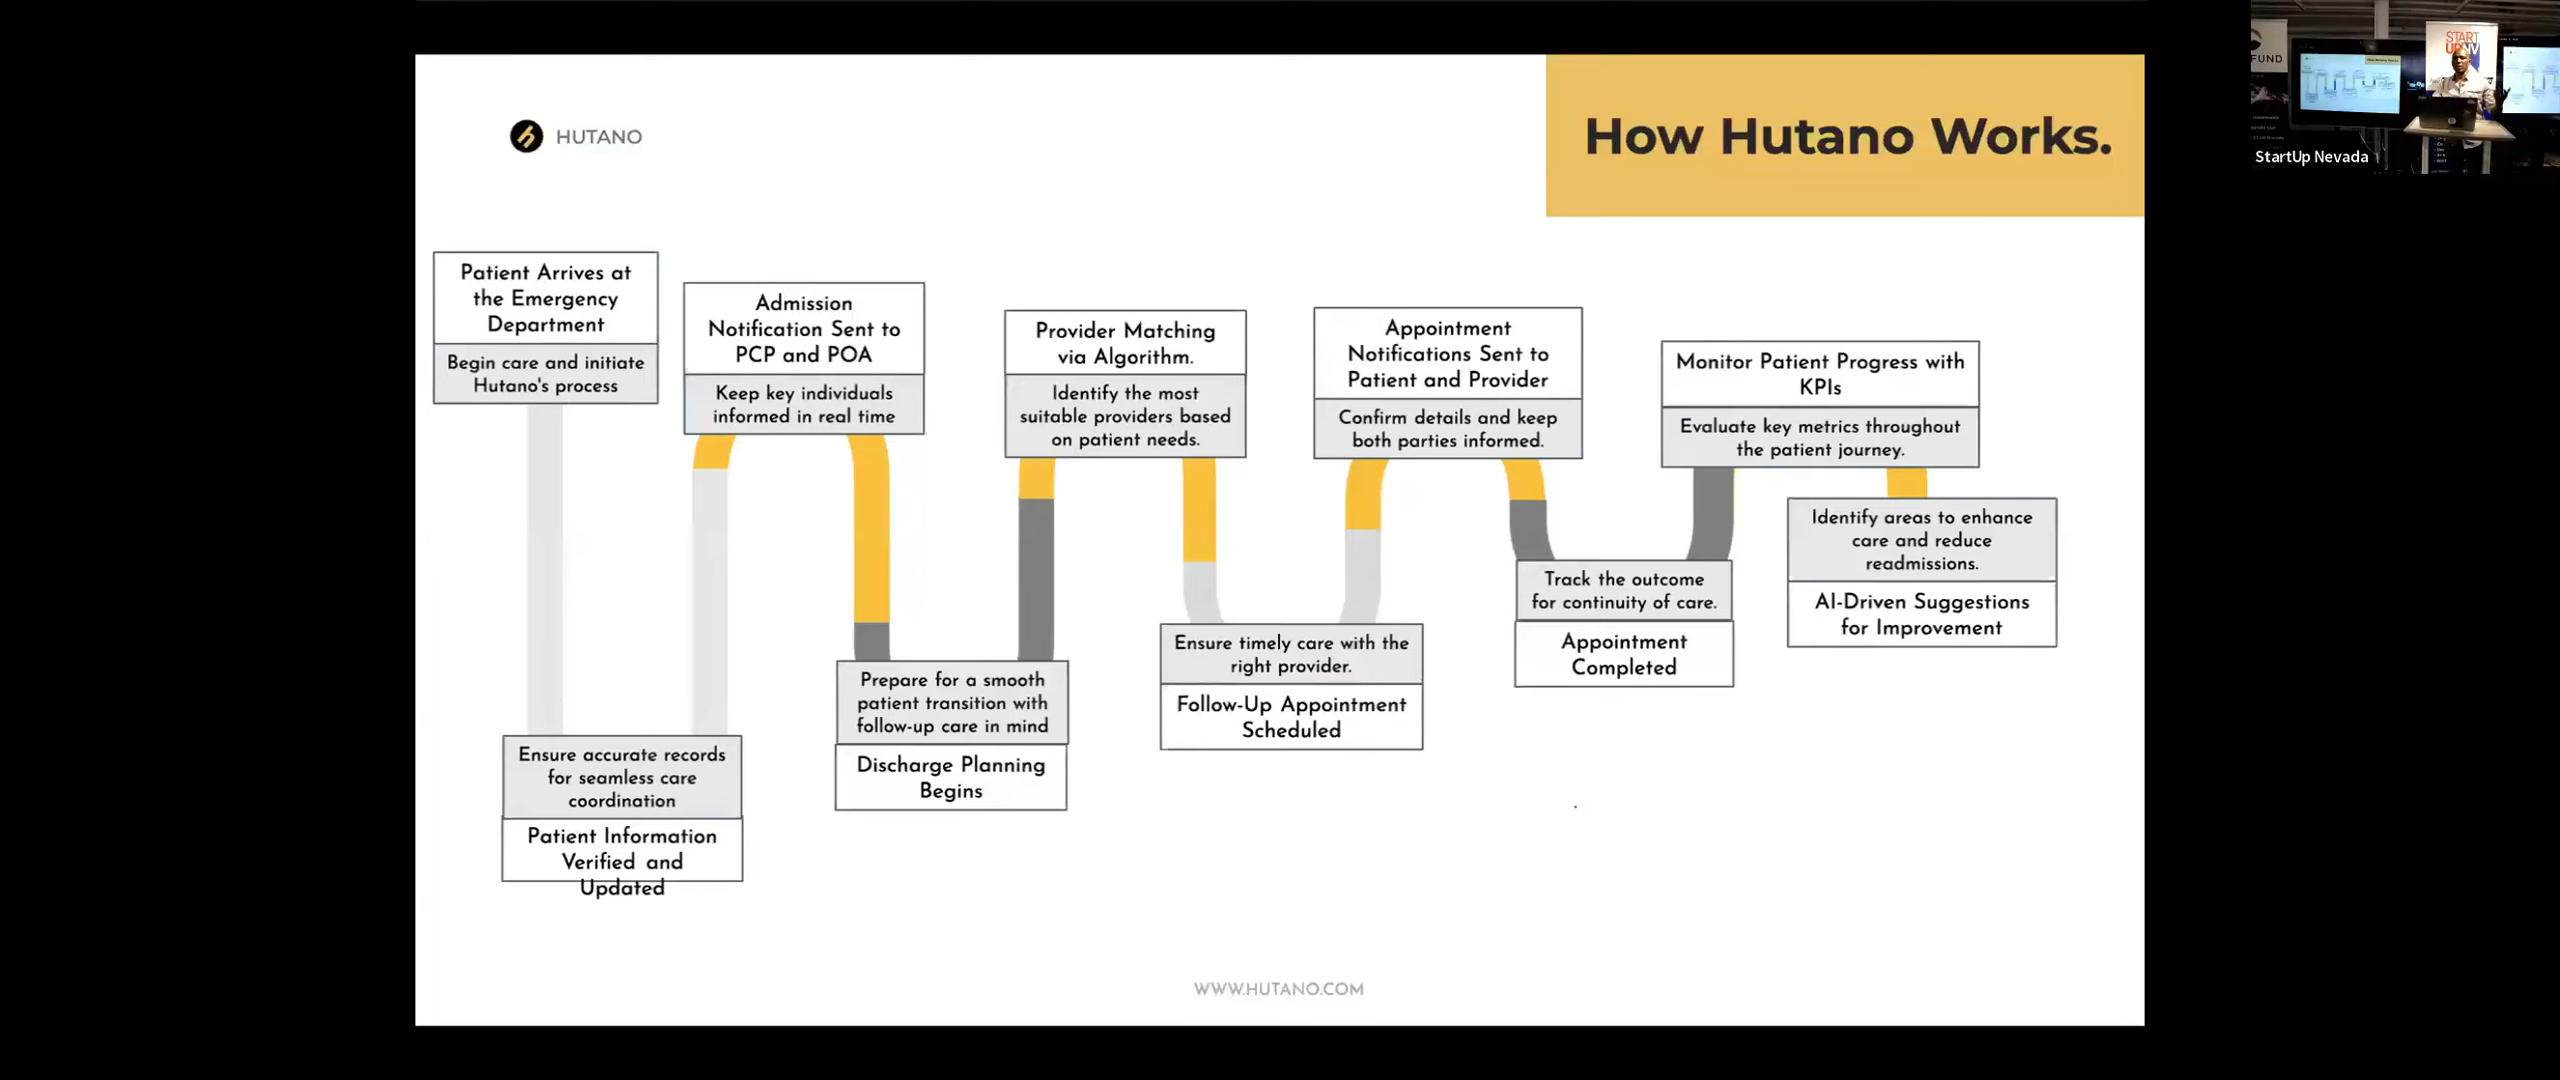 HUTANO
How Hutano Works.
Patient Arrives at
the Emergency
Department
Begin care and initiate
Hutano's process
Ensure accurate records
for seamless care
coordination
Patient Information
Verified and
Updated
Admission
Notification Sent to
PCP and POA
Keep key individuals
informed in real time
Prepare for a smooth
patient transition with
follow-up care in mind
Discharge Planning
Begins
Provider Matching
via Algorithm.
Identify the most
suitable providers based
on patient needs.
Ensure timely care with the
right provider.
Follow-Up Appointment
Scheduled
Appointment
Notifications Sent to
Patient and Provider
Confirm details and keep
both parties informed.
Track the outcome
for continuity of care.
Appointment
Completed
Monitor Patient Progress with
KPIs
Evaluate key metrics throughout
the patient journey.
Identify areas to enhance
care and reduce
readmissions.
AI-Driven Suggestions
for Improvement
WWW.HUTANO.COM
FUND
START
UPNV
StartUp Nevada